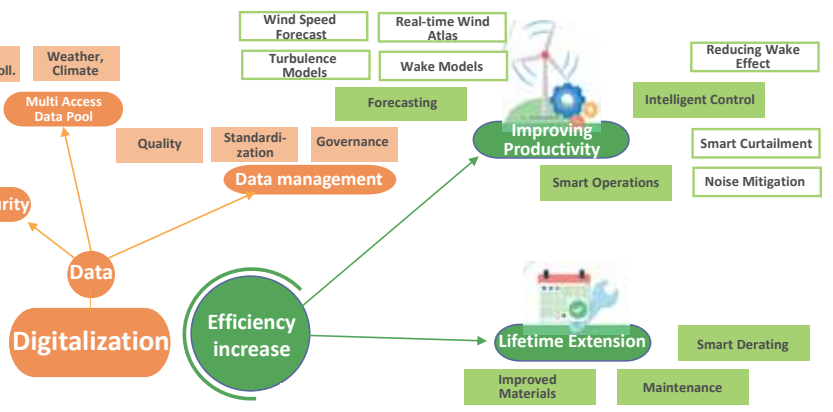 Wind Speed
Forecast
Real-time Wind
Atlas
Turbulence
Models
Wake Models
Reducing Wake
Effect
oll.
Weather,
Climate
Multi Access
Data Pool
Forecasting
Intelligent Control
Quality
Standardi-
zation
Governance
Data management
Improving
Productivity
Smart Curtailment
Smart Operations
Noise Mitigation
urity
Data
Digitalization
Efficiency
increase
Lifetime Extension
Smart Derating
Improved
Materials
Maintenance